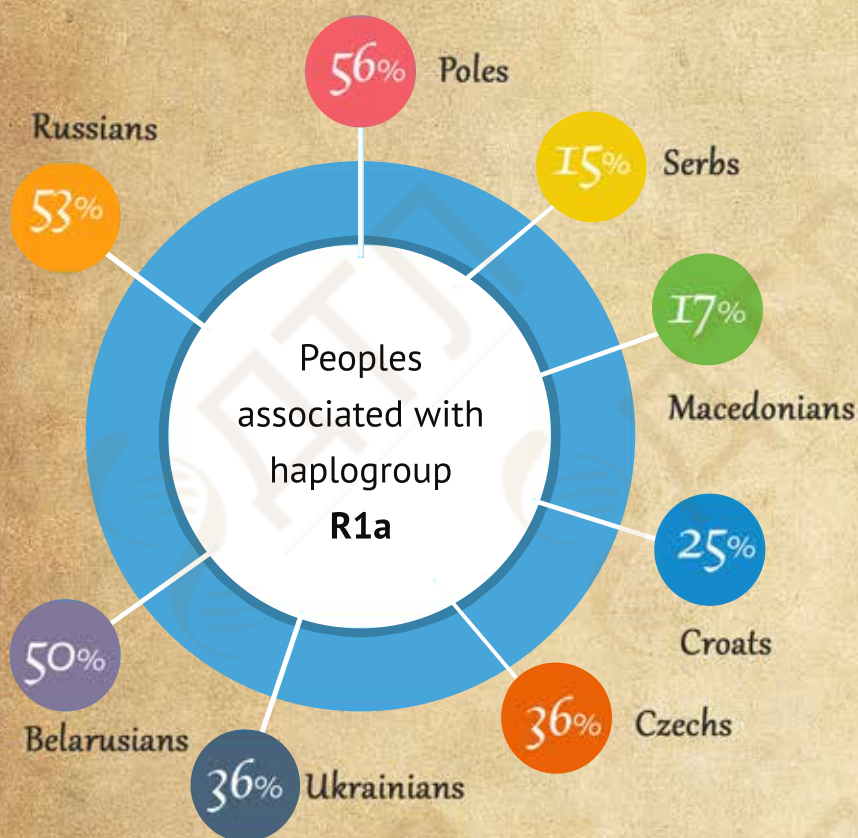 56% Poles
Russians
53%
15% Serbs
17%
Macedonians
25%
Croats
36% Czechs
36% Ukrainians
50%
Belarusians
Peoples
associated with
haplogroup
R1a
ДТЛ